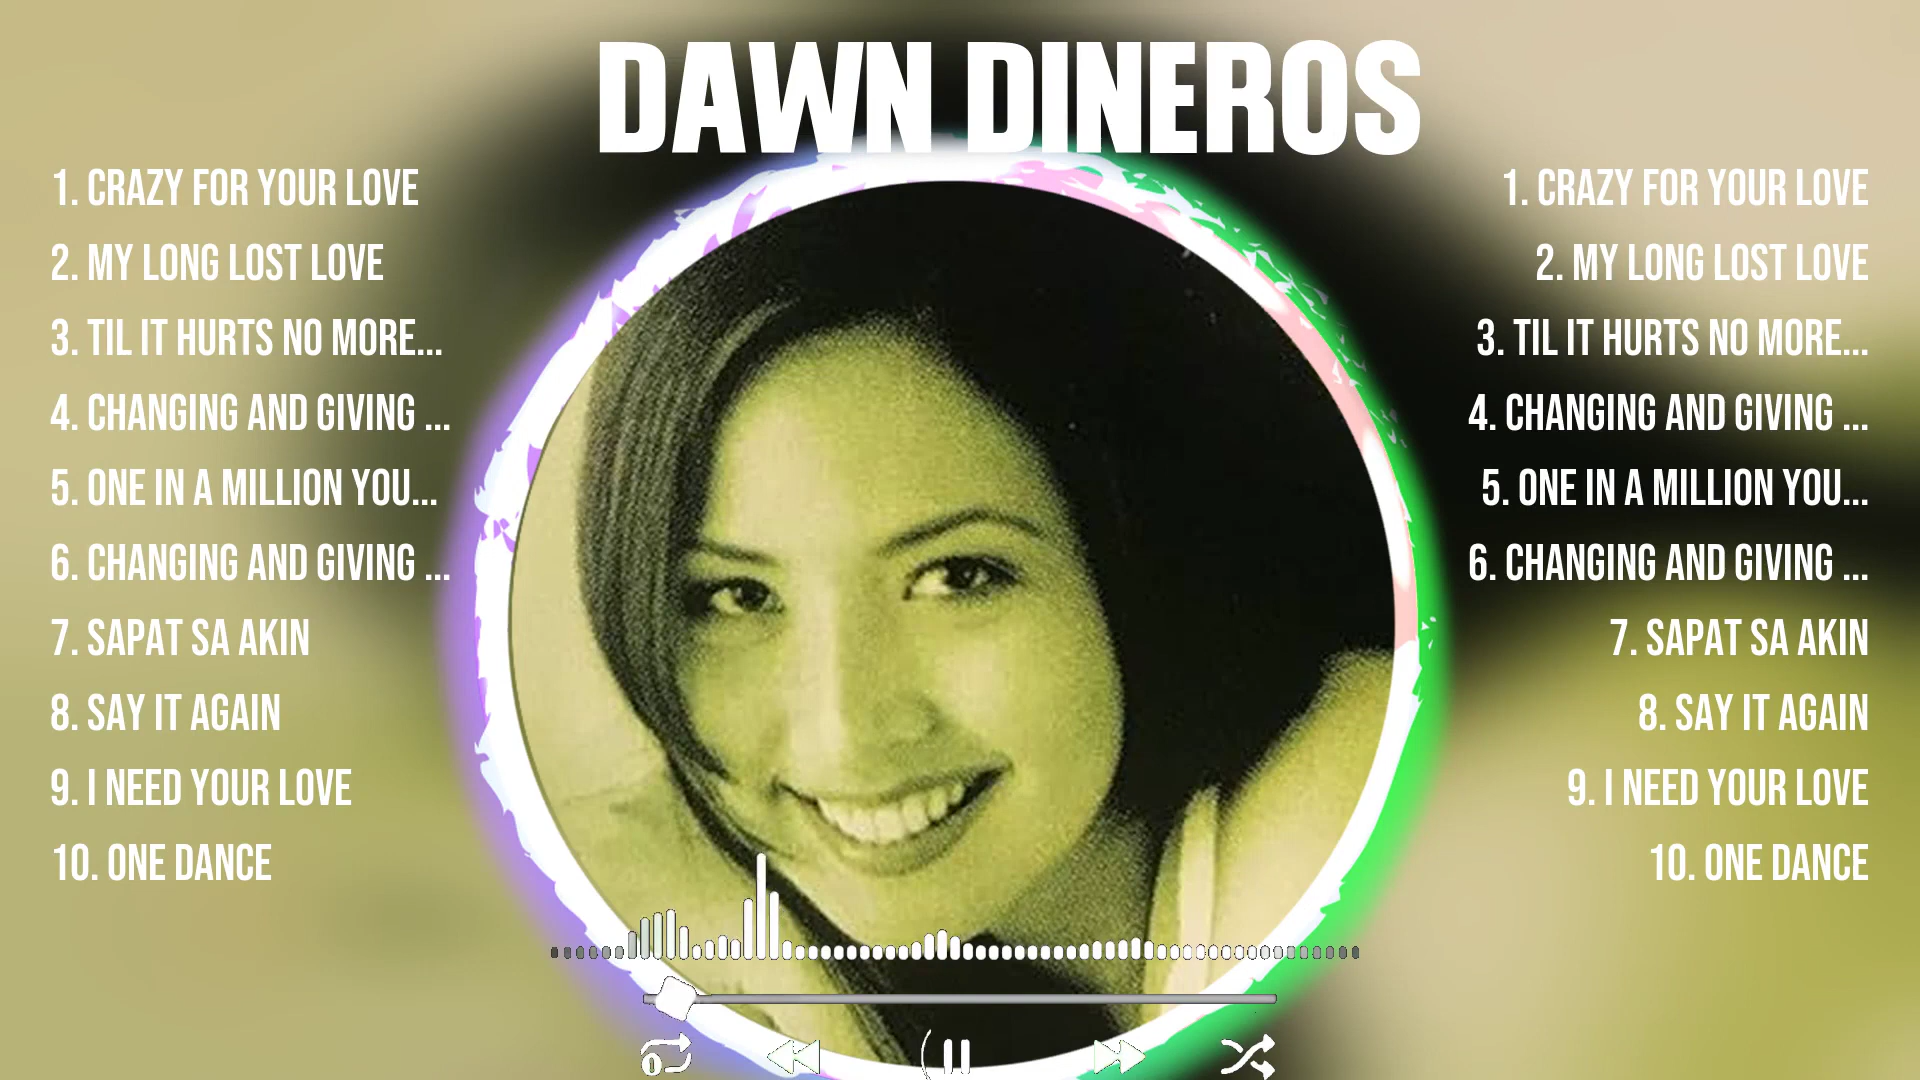 DAWN DINEROS
1. CRAZY FOR YOUR LOVE
2. MY LONG LOST LOVE
3. TIL IT HURTS NO MORE...
4. CHANGING AND GIVING ...
5. ONE IN A MILLION YOU...
6. CHANGING AND GIVING ...
7. SAPAT SA AKIN
8. SAY IT AGAIN
9. I NEED YOUR LOVE
10. ONE DANCE
1. CRAZY FOR YOUR LOVE
2. MY LONG LOST LOVE
3. TIL IT HURTS NO MORE...
4. CHANGING AND GIVING ...
5. ONE IN A MILLION YOU...
6. CHANGING AND GIVING ...
7. SAPAT SA AKIN
8. SAY IT AGAIN
9. I NEED YOUR LOVE
10. ONE DANCE
0